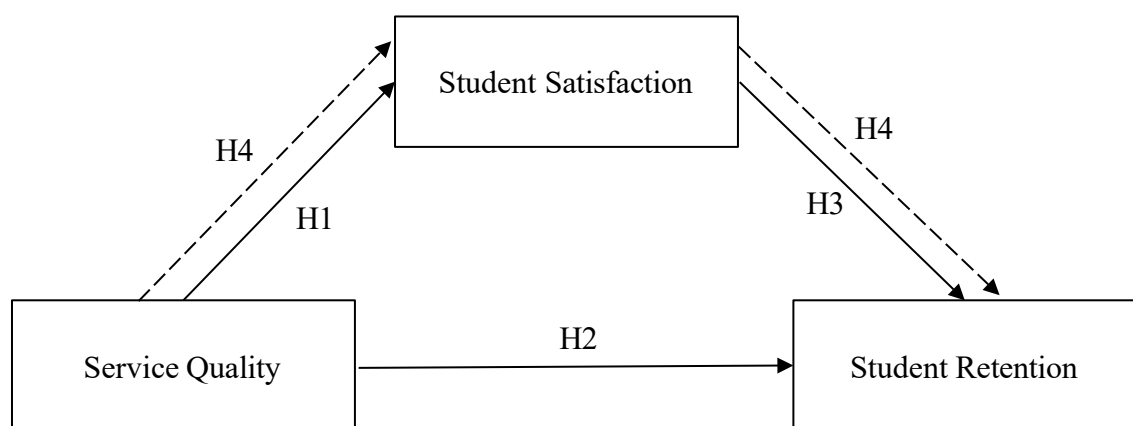 Student Satisfaction
H4
H4
H1
H3
H2
Service Quality
Student Retention